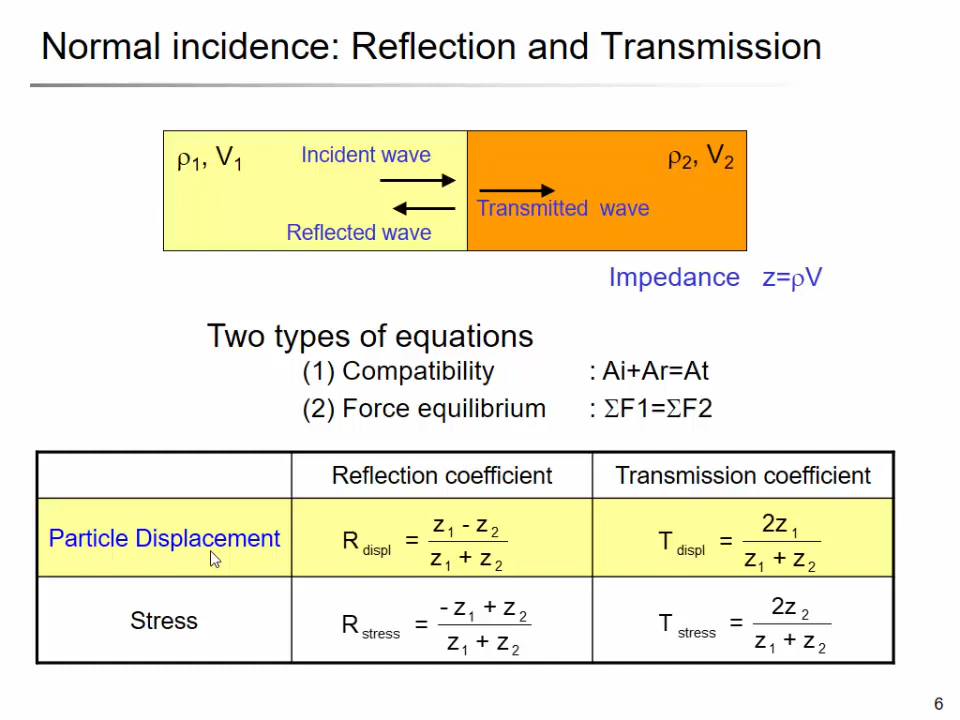 Normal incidence: Reflection and Transmission
ρ1, V1
Incident wave
ρ2, V2
Transmitted wave
Reflected wave
Impedance z=ρV
Two types of equations
(1) Compatibility : Ai+Ar=At
(2) Force equilibrium : ΣF1=ΣF2
Reflection coefficient Transmission coefficient
Particle Displacement R displ = (z1 - z2) / (z1 + z2) T displ = 2z1 / (z1 + z2)
Stress R stress = (- z1 + z2) / (z1 + z2) T stress = 2z2 / (z1 + z2)
6